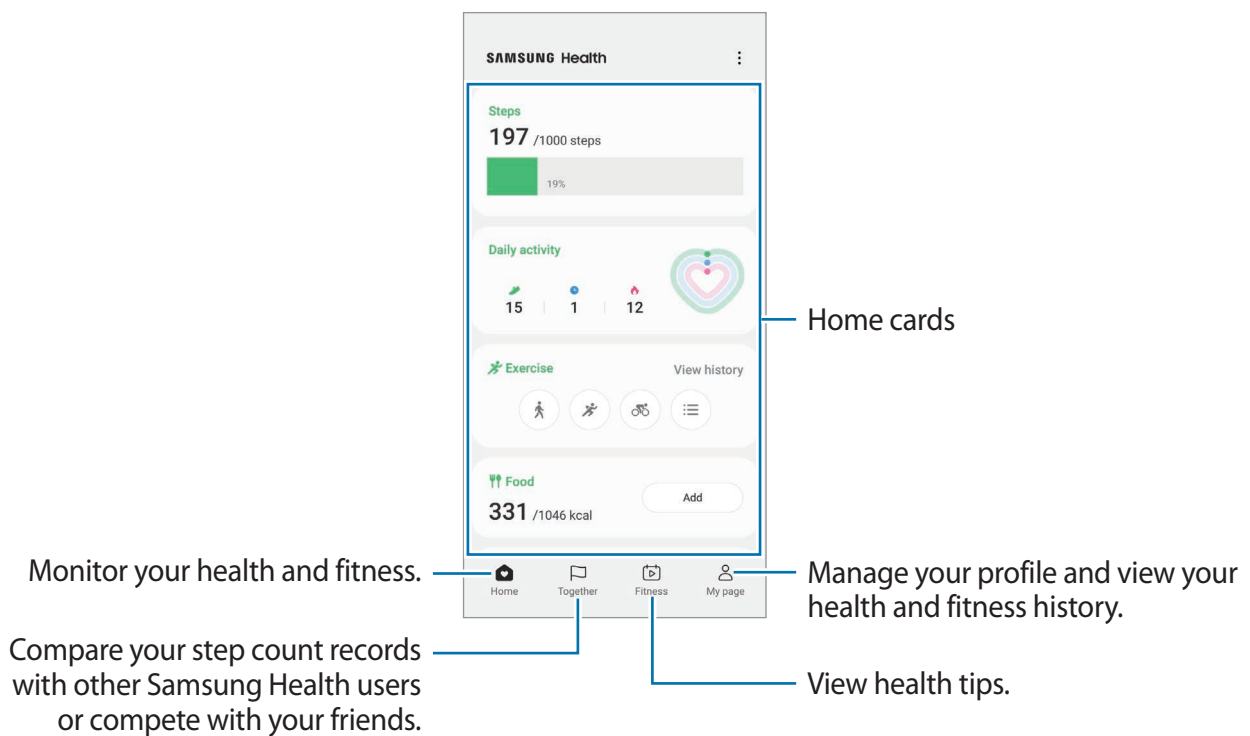 SAMSUNG Health
Steps
197 /1000 steps
19%
Daily activity
15
1
12
Home cards
Exercise
View history
Food
331 /1046 kcal
Add
Monitor your health and fitness.
Home
Together
Fitness
My page
Manage your profile and view your
health and fitness history.
Compare your step count records
with other Samsung Health users
or compete with your friends.
View health tips.